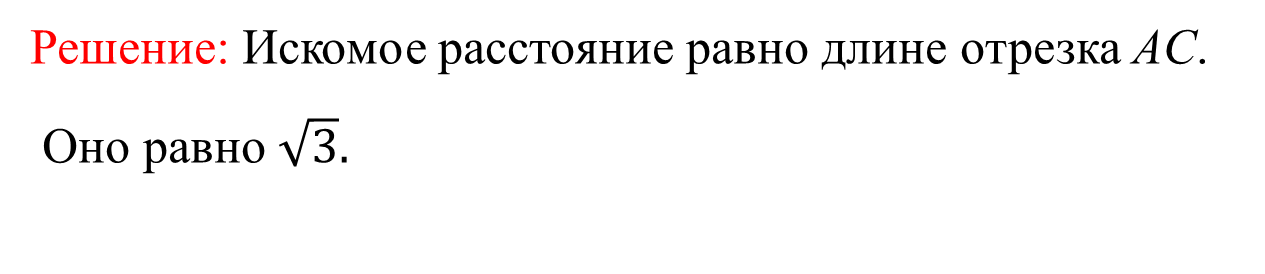 Решение: Искомое расстояние равно длине отрезка AC.
Оно равно √3.